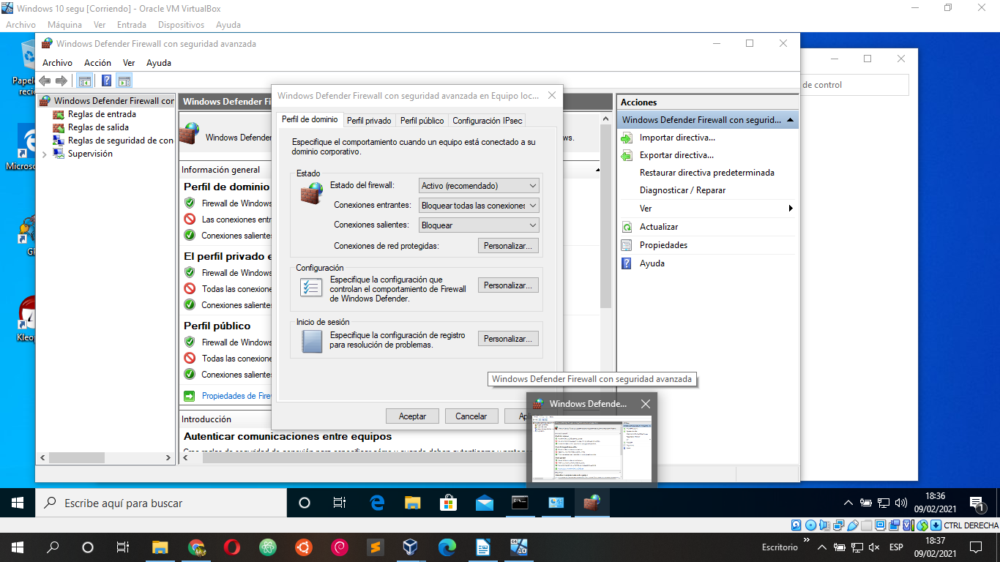 Windows 10 segu [Corriendo] - Oracle VM VirtualBox
Archivo Máquina Ver Entrada Dispositivos Ayuda
Windows Defender Firewall con seguridad avanzada
Archivo Acción Ver Ayuda
de control
Windows Defender Firewall con
Reglas de entrada
Reglas de salida
Reglas de seguridad de con
Supervisión
Windows Defender Fi
Windows Defender
s.
Información general
Perfil de dominio
Firewall de Windows
Las conexiones entr
Conexiones salientes
El perfil privado e
Firewall de Windows
Todas las conexione
Conexiones salientes
Perfil público
Firewall de Windows
Todas las conexione
Conexiones salientes
Propiedades de Fire
Introducción
Autenticar comunicaciones entre equipos
Windows Defender Firewall con seguridad avanzada en Equipo loc...
Perfil de dominio Perfil privado Perfil público Configuración IPsec
Especifique el comportamiento cuando un equipo está conectado a su
dominio corporativo.
Estado
Estado del firewall: Activo (recomendado)
Conexiones entrantes: Bloquear todas las conexiones
Conexiones salientes: Bloquear
Conexiones de red protegidas: Personalizar...
Configuración
Especifique la configuración que
controlan el comportamiento de Firewall
de Windows Defender.
Personalizar...
Inicio de sesión
Especifique la configuración de registro
para resolución de problemas.
Personalizar...
Aceptar Cancelar Apl
Acciones
Windows Defender Firewall con segurid...
Importar directiva...
Exportar directiva...
Restaurar directiva predeterminada
Diagnosticar / Reparar
Ver
Actualizar
Propiedades
Ayuda
Windows Defender Firewall con seguridad avanzada
Windows Defende...
Papel
reci
Microso
Kleop
Escribe aquí para buscar
18:36
09/02/2021
1
CTRL DERECHA
Escritorio
ESP
18:37
09/02/2021